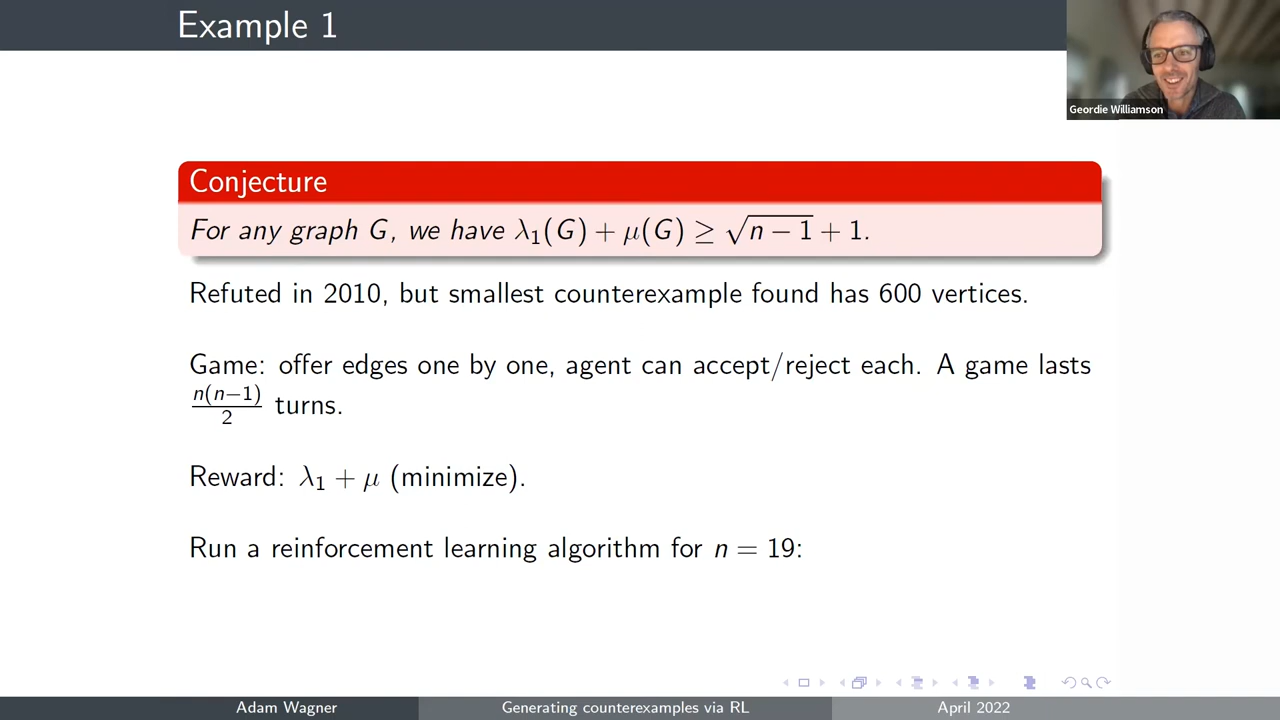 Example 1
Geordie Williamson
Conjecture
For any graph G, we have λ₁(G) + μ(G) ≥ √(n − 1) + 1.
Refuted in 2010, but smallest counterexample found has 600 vertices.
Game: offer edges one by one, agent can accept/reject each. A game lasts
n(n−1)/2 turns.
Reward: λ₁ + μ (minimize).
Run a reinforcement learning algorithm for n = 19:
Adam Wagner
Generating counterexamples via RL
April 2022